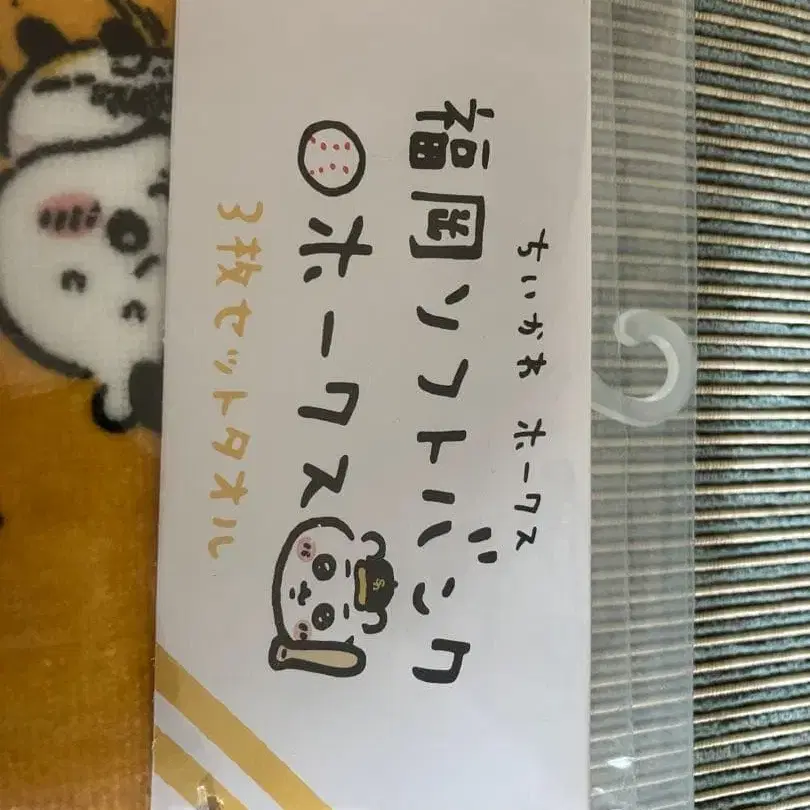 ちいかわ ホークス
福岡ソフトバンク
ホークス
3枚セットタオル